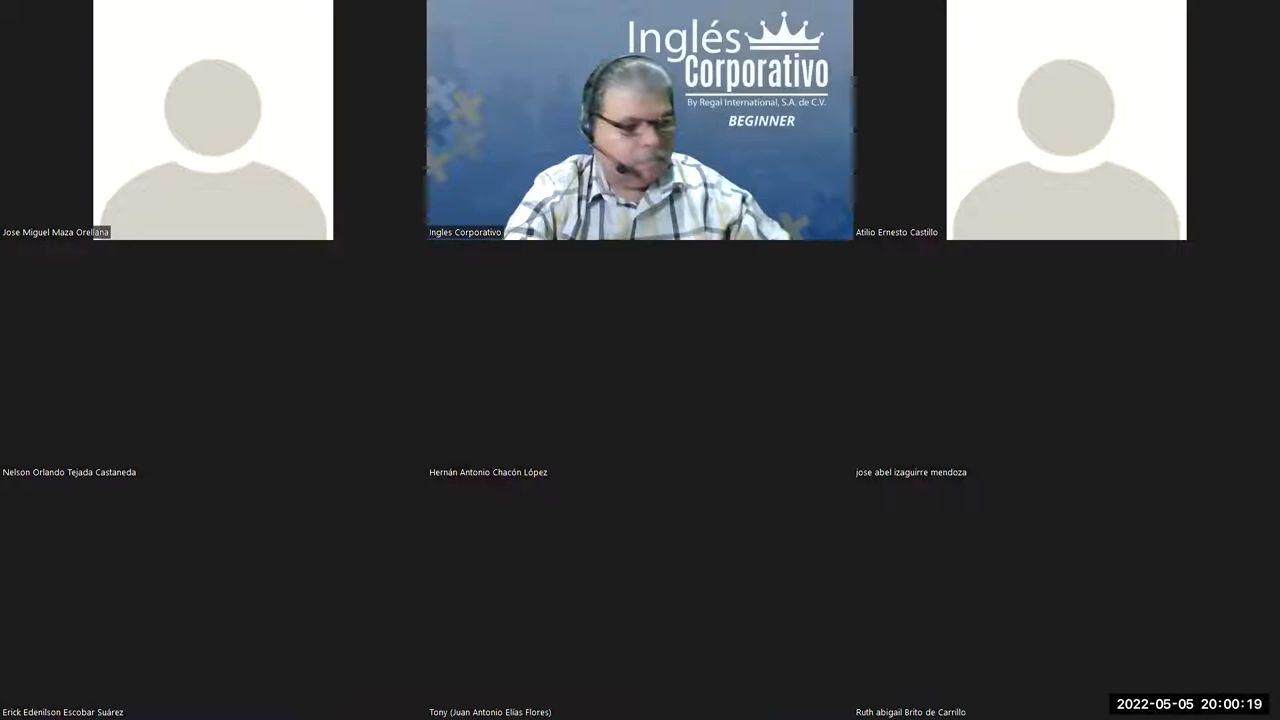 Inglés
Corporativo
By Regal International, S.A. de C.V.
BEGINNER
Jose Miguel Maza Orellana
Ingles Corporativo
Atilio Ernesto Castillo
Nelson Orlando Tejada Castaneda
Hernán Antonio Chacón López
jose abel izaguirre mendoza
Erick Edenilson Escobar Suárez
Tony (Juan Antonio Elías Flores)
Ruth abigail Brito de Carrillo
2022-05-05 20:00:19